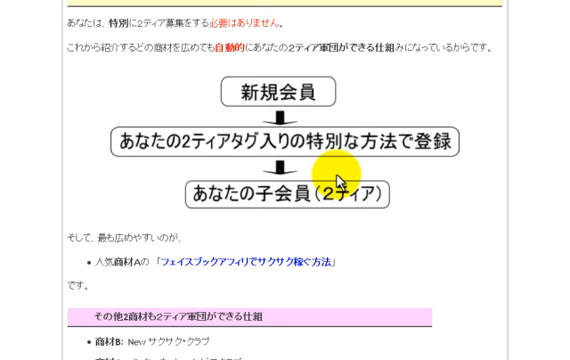 あなたは、特別に2ティア募集をする必要はありません。
これから紹介するどの商材を広めても自動的にあなたの2ティア軍団ができる仕組みになっているからです。
新規会員
あなたの2ティアタグ入りの特別な方法で登録
あなたの子会員(2ティア)
そして、最も広めやすいのが、
● 人気商材Aの 「フェイスブックアフィリでサクサク稼ぐ方法」
です。
その他2商材も2ティア軍団ができる仕組
● 商材B: New サクサク・クラブ